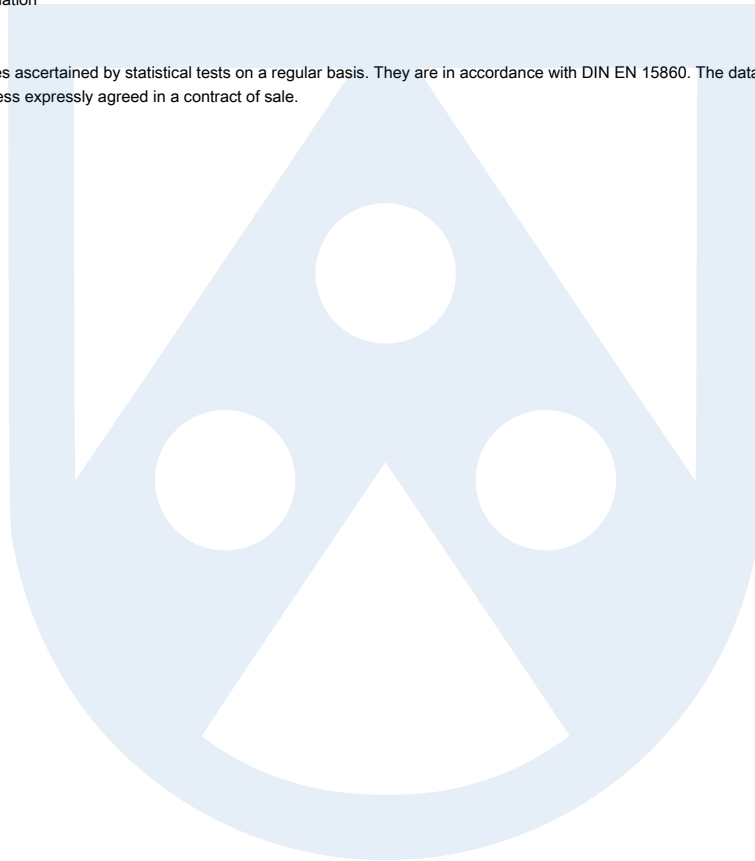 es ascertained by statistical tests on a regular basis. They are in accordance with DIN EN 15860. The data
ess expressly agreed in a contract of sale.